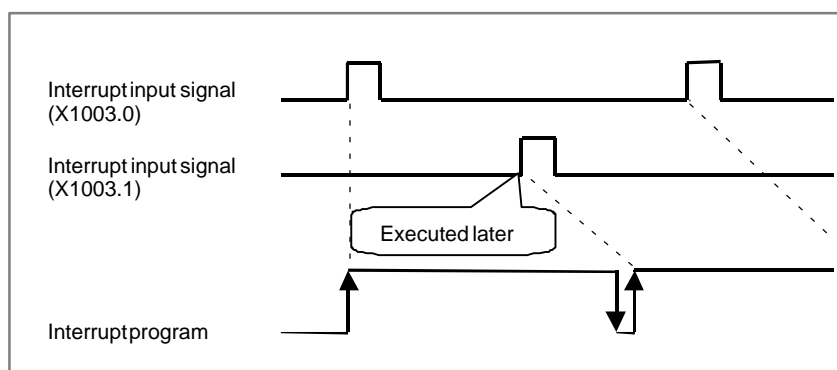 Interrupt input signal
(X1003.0)
Interrupt input signal
(X1003.1)
Executed later
Interrupt program